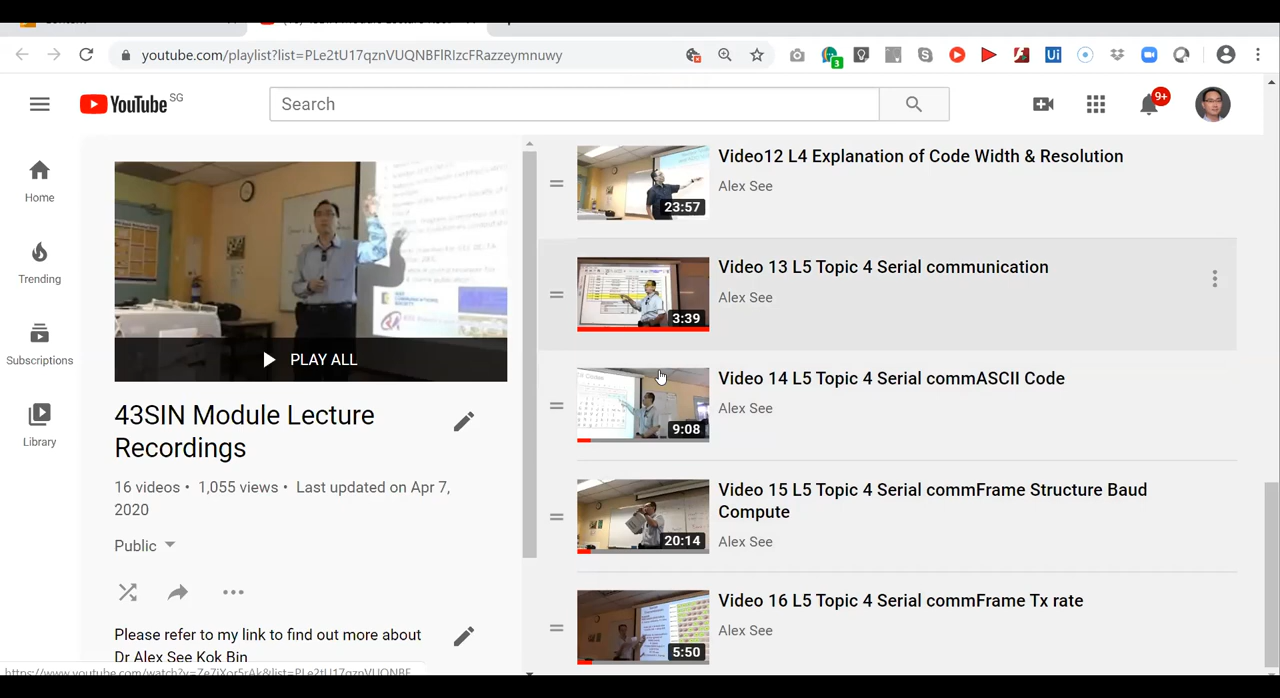 youtube.com/playlist?list=PLe2tU17qznVUQNBFlRIzcFRazzeymnuwy
3
Ui
YouTube SG
Search
9+
Home
Trending
Subscriptions
Library
PLAY ALL
43SIN Module Lecture
Recordings
16 videos • 1,055 views • Last updated on Apr 7,
2020
Public
Please refer to my link to find out more about
Dr Alex See Kok Bin
Video12 L4 Explanation of Code Width & Resolution
Alex See
23:57
Video 13 L5 Topic 4 Serial communication
Alex See
3:39
Video 14 L5 Topic 4 Serial commASCII Code
Alex See
9:08
Video 15 L5 Topic 4 Serial commFrame Structure Baud
Compute
Alex See
20:14
Video 16 L5 Topic 4 Serial commFrame Tx rate
Alex See
5:50